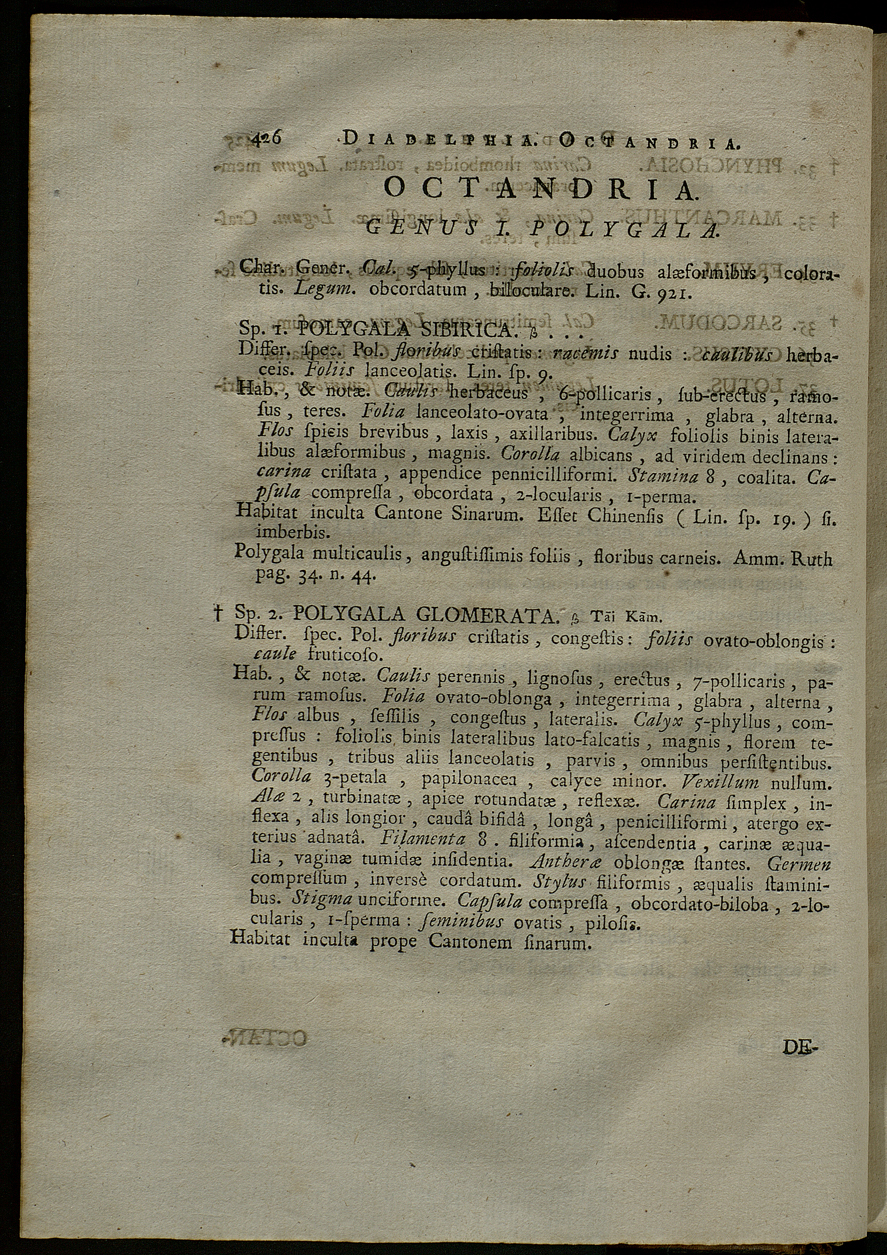 426 DIADELPHIA. OCTANDRIA.
OCTANDRIA.
GENUS I. POLYGALA.
Char. Gener. Cal. 5-phyllus : foliolis duobus alæformibus , colora-
tis. Legum. obcordatum , billoculare. Lin. G. 921.
Sp. 1. POLYGALA SIBIRICA. ß . . .
Differ. ſpec. Pol. floribus criſtatis : racemis nudis : caulibus herba-
ceis. Foliis lanceolatis. Lin. ſp. 9.
Hab. , & notæ. Caulis herbaceus , 6-pollicaris , ſub-erectus , ramo-
ſus , teres. Folia lanceolato-ovata , integerrima , glabra , alterna.
Flos ſpicis brevibus , laxis , axillaribus. Calyx foliolis binis latera-
libus alæformibus , magnis. Corolla albicans , ad viridem declinans :
carina criſtata , appendice pennicilliformi. Stamina 8 , coalita. Ca-
pſula compreſſa , obcordata , 2-locularis , 1-perma.
Habitat inculta Cantone Sinarum. Eſſet Chinenſis ( Lin. ſp. 19. ) ſi.
imberbis.
Polygala multicaulis, anguſtiſſimis foliis , floribus carneis. Amm. Ruth
pag. 34. n. 44.
† Sp. 2. POLYGALA GLOMERATA. ß Tāi Kām.
Differ. ſpec. Pol. floribus criſtatis , congeſtis : foliis ovato-oblongis :
caule fruticoſo.
Hab. , & notæ. Caulis perennis , lignoſus , erectus , 7-pollicaris , pa-
rum ramoſus. Folia ovato-oblonga , integerrima , glabra , alterna ,
Flos albus , ſeſſilis , congeſtus , lateralis. Calyx 5-phyllus , com-
preſſus : foliolis binis lateralibus lato-falcatis , magnis , florem te-
gentibus , tribus aliis lanceolatis , parvis , omnibus perſiſtentibus.
Corolla 3-petala , papilonacea , calyce minor. Vexillum nullum.
Alæ 2 , turbinatæ , apice rotundatæ , reflexæ. Carina ſimplex , in-
flexa , alis longior , caudâ bifidâ , longâ , penicilliformi , atergo ex-
terius adnatâ. Filamenta 8 . filiformia , aſcendentia , carinæ æqua-
lia , vaginæ tumidæ inſidentia. Antheræ oblongæ ſtantes. Germen
compreſſum , inversè cordatum. Stylus filiformis , æqualis ſtamini-
bus. Stigma unciforme. Capſula compreſſa , obcordato-biloba , 2-lo-
cularis , 1-ſperma : ſeminibus ovatis , piloſis.
Habitat inculta prope Cantonem ſinarum.
DE-